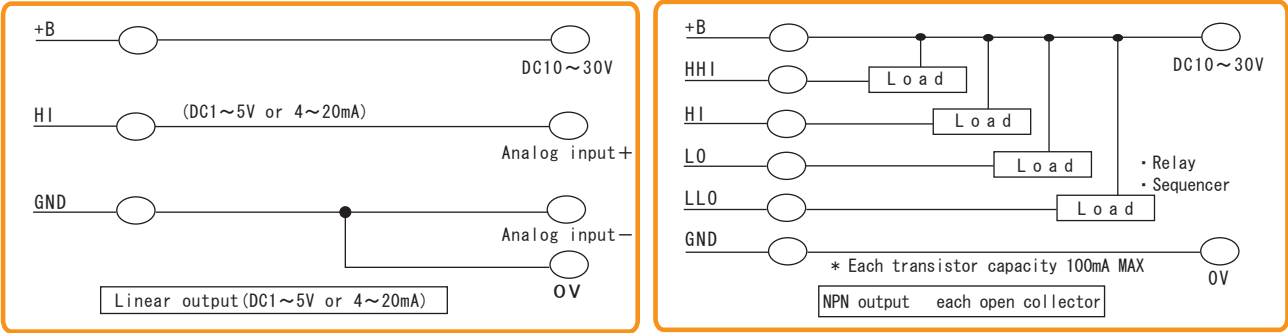 +B
DC10～30V
HI
(DC1～5V or 4～20mA)
Analog input＋
GND
Analog input－
0V
Linear output(DC1～5V or 4～20mA)
+B
DC10～30V
HHI
Load
HI
Load
LO
Load
・Relay
・Sequencer
LLO
Load
GND
* Each transistor capacity 100mA MAX
0V
NPN output each open collector